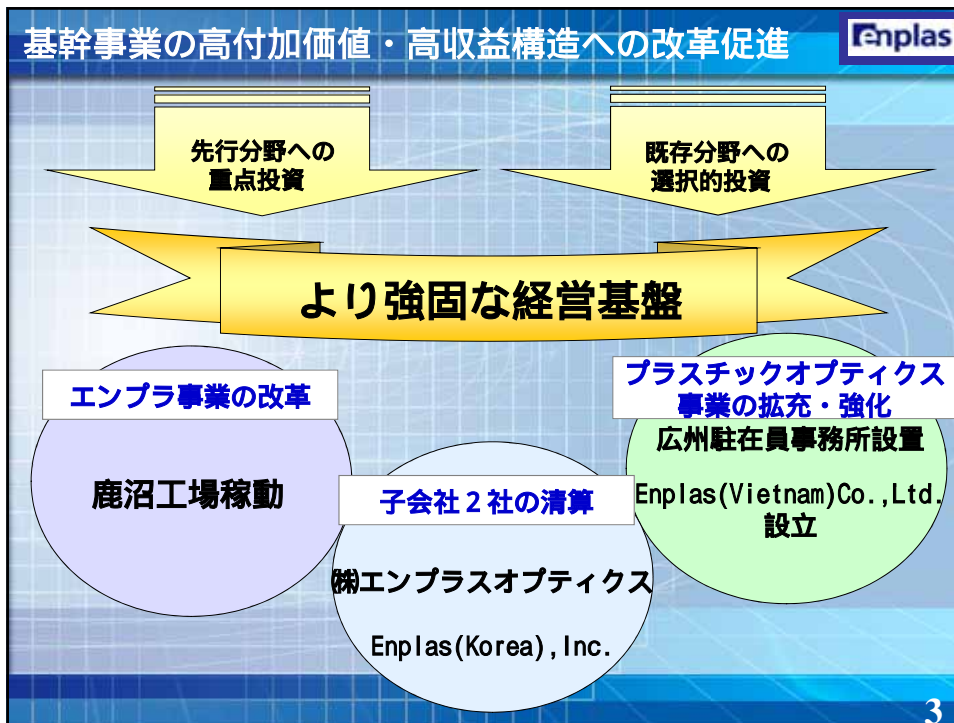 基幹事業の高付加価値・高収益構造への改革促進
Enplas
先行分野への
重点投資
既存分野への
選択的投資
より強固な経営基盤
エンプラ事業の改革
鹿沼工場稼動
子会社２社の清算
㈱エンプラスオプティクス
Enplas(Korea),Inc.
プラスチックオプティクス
事業の拡充・強化
広州駐在員事務所設置
Enplas(Vietnam)Co.,Ltd.
設立
3